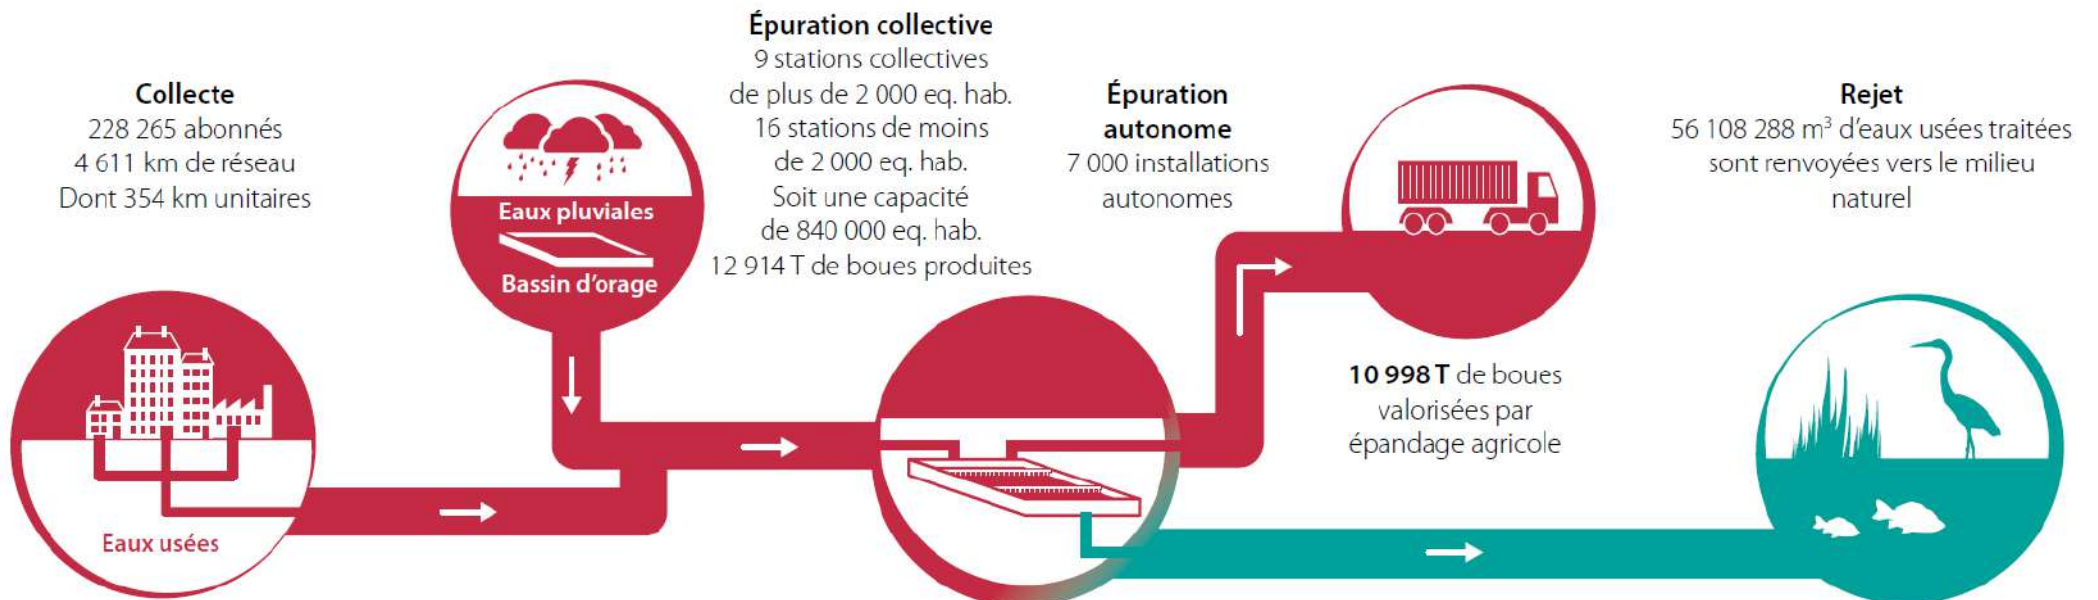 Collecte
228 265 abonnés
4 611 km de réseau
Dont 354 km unitaires
Eaux usées
Eaux pluviales
Bassin d’orage
Épuration collective
9 stations collectives
de plus de 2 000 eq. hab.
16 stations de moins
de 2 000 eq. hab.
Soit une capacité
de 840 000 eq. hab.
12 914 T de boues produites
Épuration
autonome
7 000 installations
autonomes
10 998 T de boues
valorisées par
épandage agricole
Rejet
56 108 288 m³ d’eaux usées traitées
sont renvoyées vers le milieu
naturel